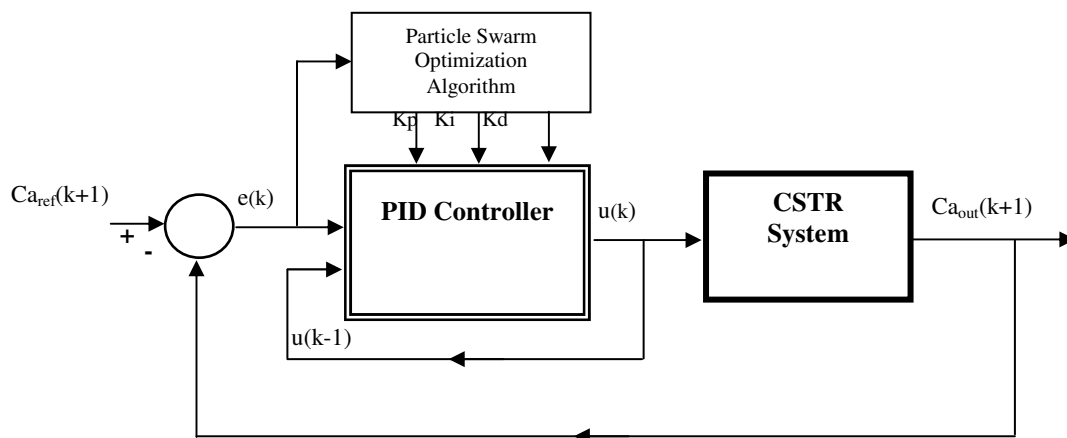 Particle Swarm
Optimization
Algorithm
Kp Ki Kd
Ca_ref(k+1)
+
-
e(k)
PID Controller
u(k)
CSTR
System
Ca_out(k+1)
u(k-1)